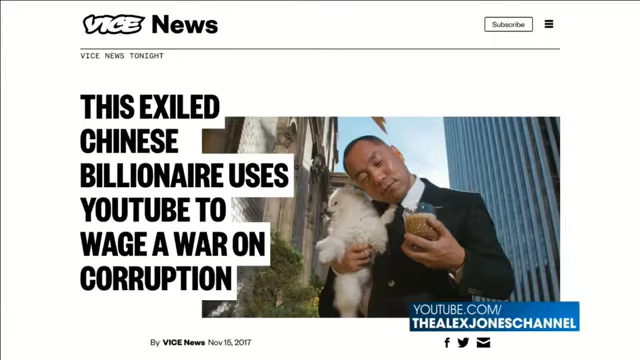 VICE News
Subscribe
VICE NEWS TONIGHT
THIS EXILED
CHINESE
BILLIONAIRE USES
YOUTUBE TO
WAGE A WAR ON
CORRUPTION
YOUTUBE.COM/
THEALEXJONESCHANNEL
By VICE News Nov 15, 2017